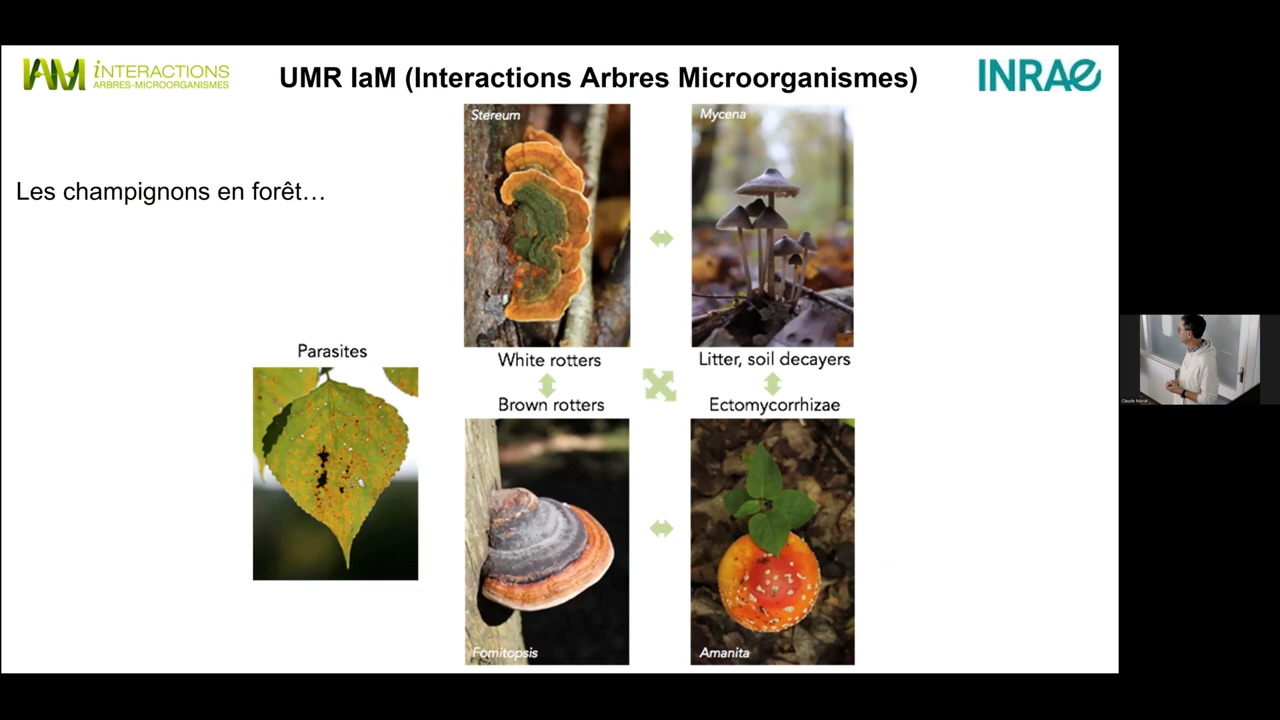 IAM iNTERACTIONS
ARBRES-MICROORGANISMES
UMR IaM (Interactions Arbres Microorganismes)
INRAE
Les champignons en forêt…
Stereum
Mycena
Parasites
White rotters
Litter, soil decayers
Brown rotters
Ectomycorrhizae
Fomitopsis
Amanita